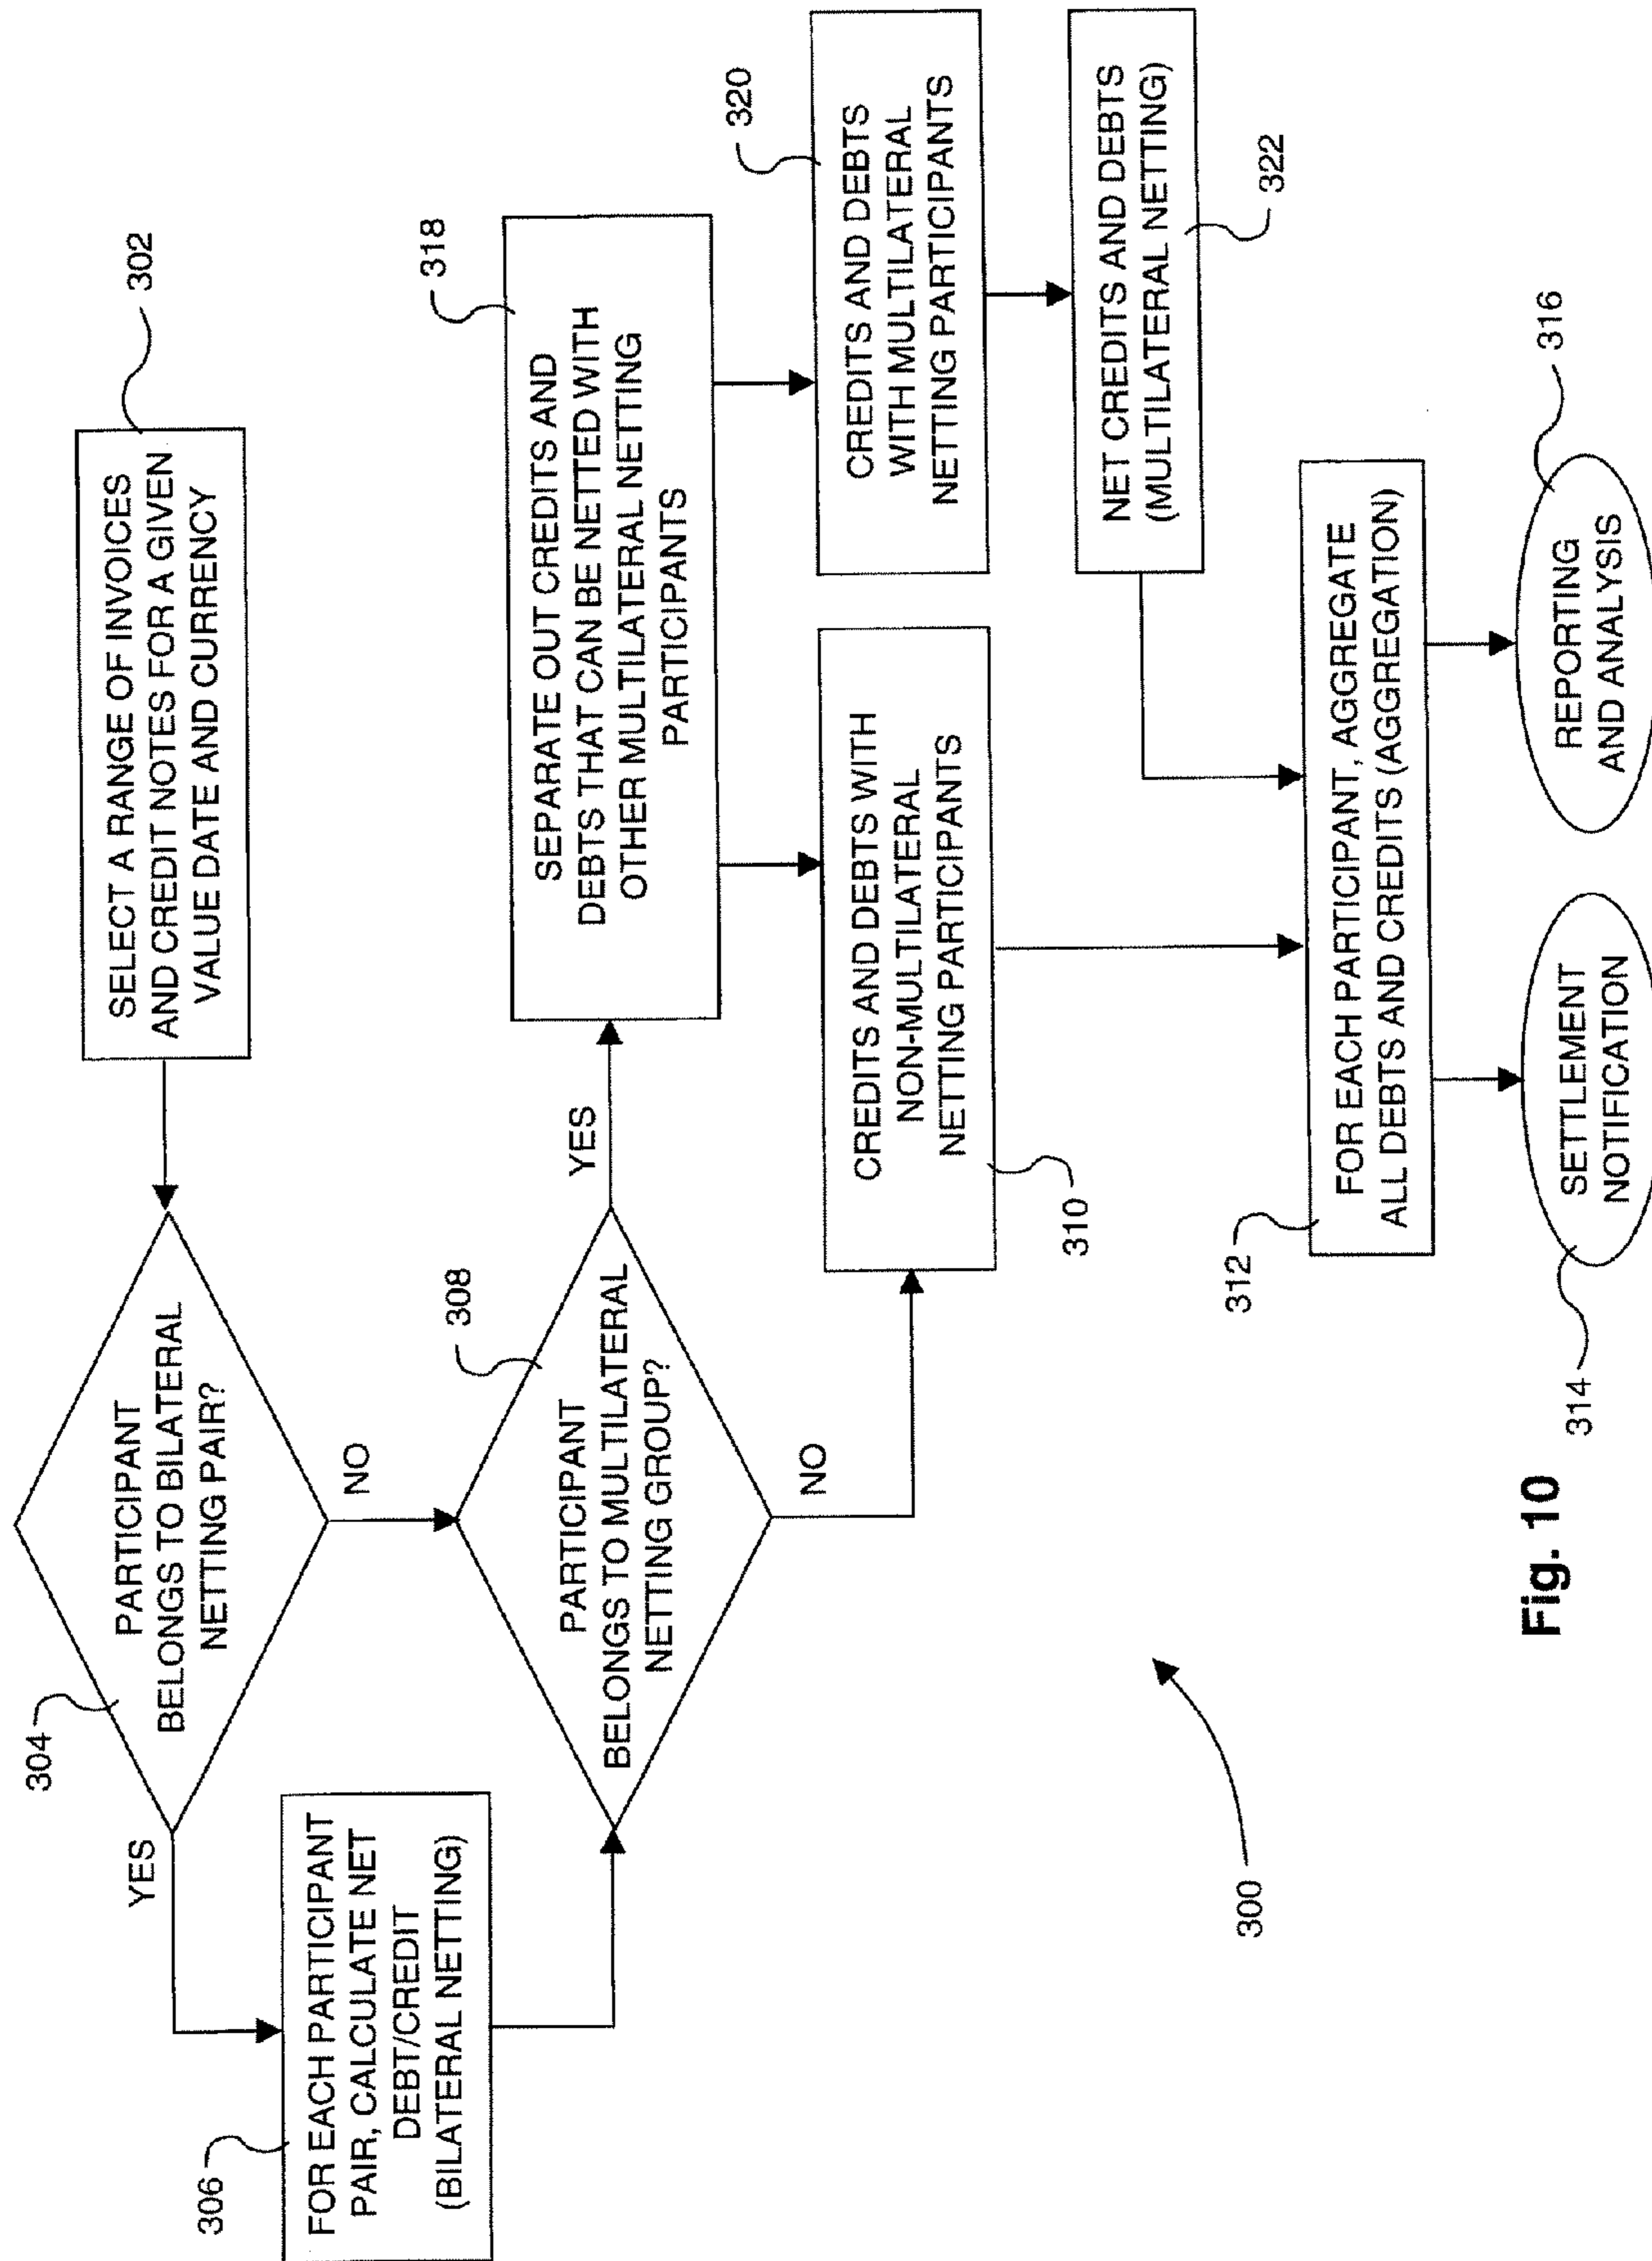 302
SELECT A RANGE OF INVOICES
AND CREDIT NOTES FOR A GIVEN
VALUE DATE AND CURRENCY
304
PARTICIPANT
BELONGS TO BILATERAL
NETTING PAIR?
YES
NO
306
FOR EACH PARTICIPANT
PAIR, CALCULATE NET
DEBT/CREDIT
(BILATERAL NETTING)
308
PARTICIPANT
BELONGS TO MULTILATERAL
NETTING GROUP?
YES
NO
318
SEPARATE OUT CREDITS AND
DEBTS THAT CAN BE NETTED WITH
OTHER MULTILATERAL NETTING
PARTICIPANTS
310
CREDITS AND DEBTS WITH
NON-MULTILATERAL
NETTING PARTICIPANTS
320
CREDITS AND DEBTS
WITH MULTILATERAL
NETTING PARTICIPANTS
NET CREDITS AND DEBTS
(MULTILATERAL NETTING)
322
312
FOR EACH PARTICIPANT, AGGREGATE
ALL DEBTS AND CREDITS (AGGREGATION)
314
SETTLEMENT
NOTIFICATION
316
REPORTING
AND ANALYSIS
300
Fig. 10